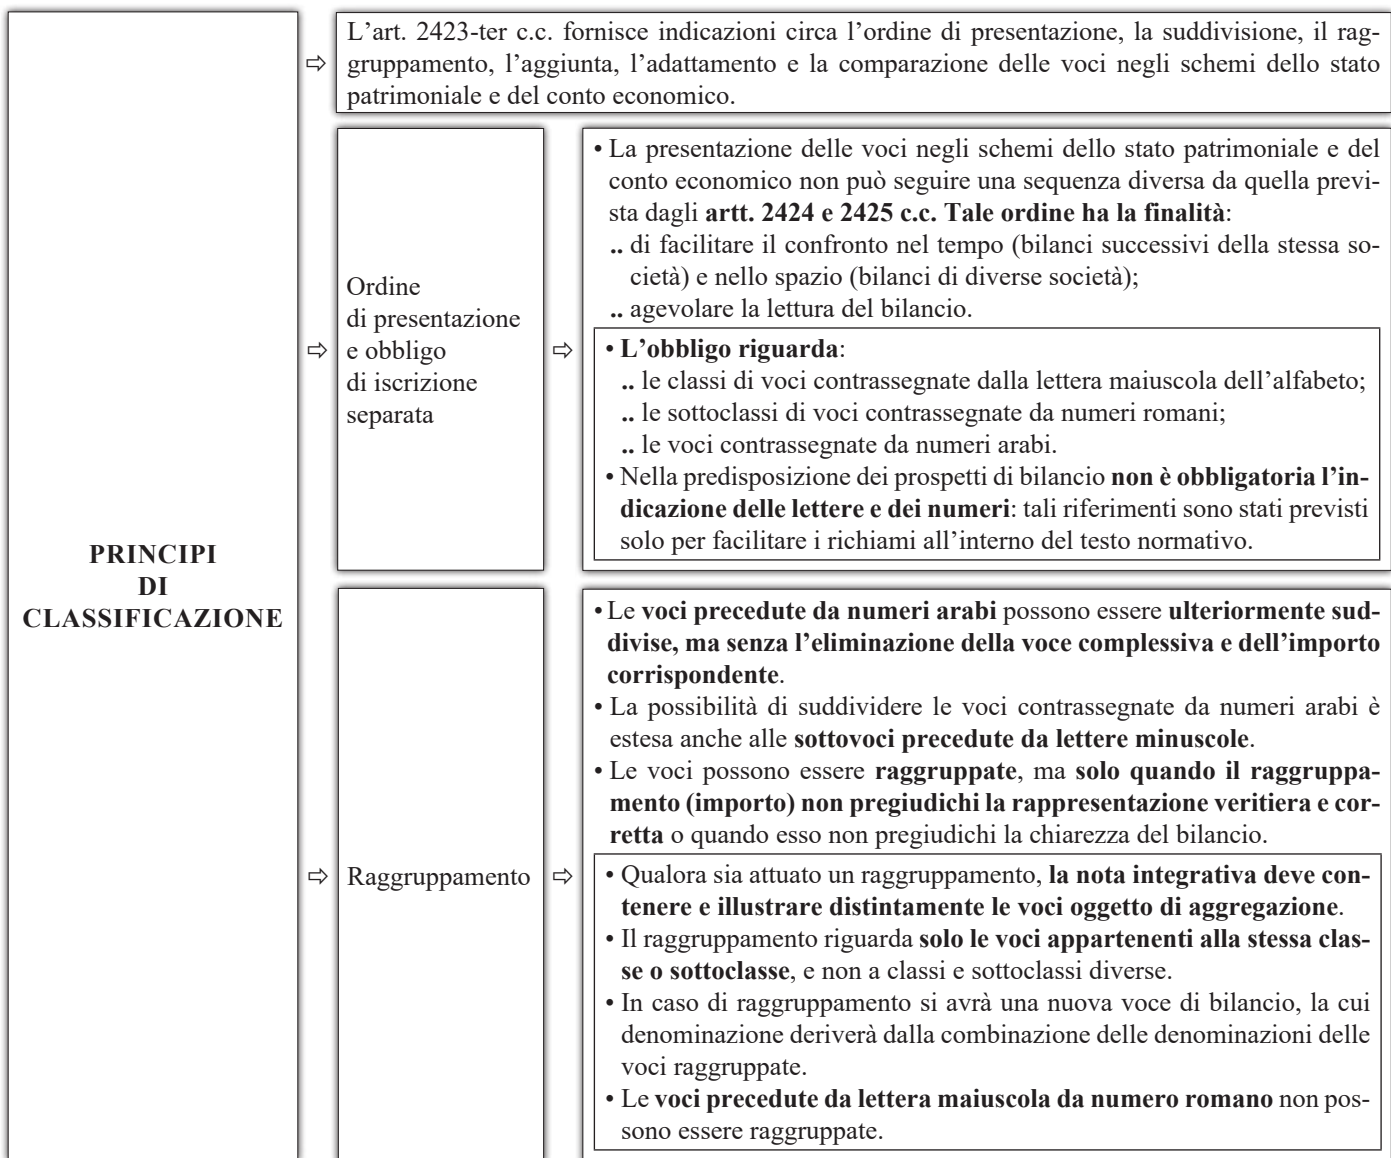 L’art. 2423-ter c.c. fornisce indicazioni circa l’ordine di presentazione, la suddivisione, il rag-
gruppamento, l’aggiunta, l’adattamento e la comparazione delle voci negli schemi dello stato
patrimoniale e del conto economico.
PRINCIPI
DI
CLASSIFICAZIONE
Ordine
di presentazione
e obbligo
di iscrizione
separata
• La presentazione delle voci negli schemi dello stato patrimoniale e del
conto economico non può seguire una sequenza diversa da quella previ-
sta dagli artt. 2424 e 2425 c.c. Tale ordine ha la finalità:
.. di facilitare il confronto nel tempo (bilanci successivi della stessa so-
cietà) e nello spazio (bilanci di diverse società);
.. agevolare la lettura del bilancio.
• L’obbligo riguarda:
.. le classi di voci contrassegnate dalla lettera maiuscola dell’alfabeto;
.. le sottoclassi di voci contrassegnate da numeri romani;
.. le voci contrassegnate da numeri arabi.
• Nella predisposizione dei prospetti di bilancio non è obbligatoria l’in-
dicazione delle lettere e dei numeri: tali riferimenti sono stati previsti
solo per facilitare i richiami all’interno del testo normativo.
Raggruppamento
• Le voci precedute da numeri arabi possono essere ulteriormente sud-
divise, ma senza l’eliminazione della voce complessiva e dell’importo
corrispondente.
• La possibilità di suddividere le voci contrassegnate da numeri arabi è
estesa anche alle sottovoci precedute da lettere minuscole.
• Le voci possono essere raggruppate, ma solo quando il raggruppa-
mento (importo) non pregiudichi la rappresentazione veritiera e cor-
retta o quando esso non pregiudichi la chiarezza del bilancio.
• Qualora sia attuato un raggruppamento, la nota integrativa deve con-
tenere e illustrare distintamente le voci oggetto di aggregazione.
• Il raggruppamento riguarda solo le voci appartenenti alla stessa clas-
se o sottoclasse, e non a classi e sottoclassi diverse.
• In caso di raggruppamento si avrà una nuova voce di bilancio, la cui
denominazione deriverà dalla combinazione delle denominazioni delle
voci raggruppate.
• Le voci precedute da lettera maiuscola da numero romano non pos-
sono essere raggruppate.